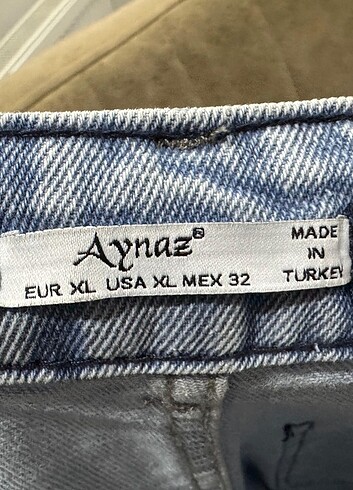 Aynaz®
MADE
IN
TURKEY
EUR XL USA XL MEX 32